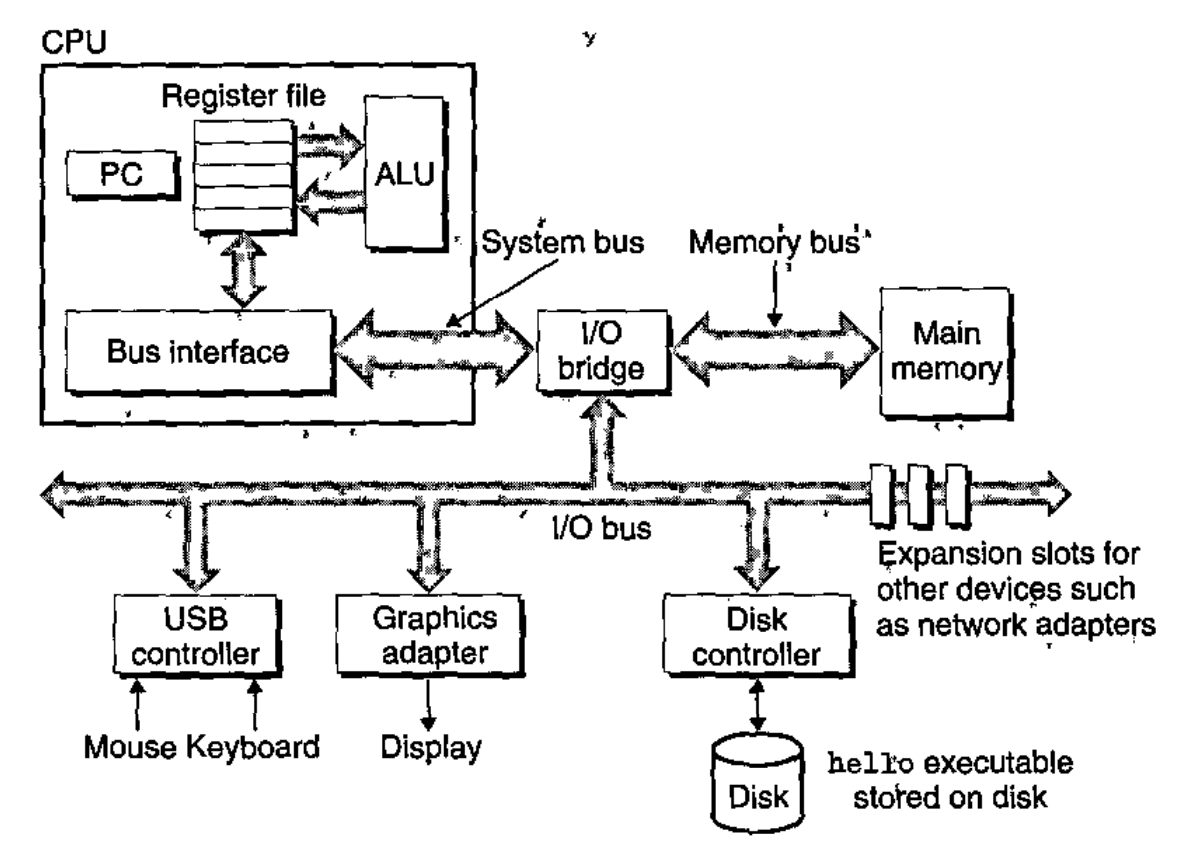 CPU
Register file
PC
ALU
System bus
Memory bus
Bus interface
I/O
bridge
Main
memory
I/O bus
Expansion slots for
other devices such
as network adapters
USB
controller
Graphics
adapter
Disk
controller
Mouse Keyboard
Display
Disk
hello executable
stored on disk